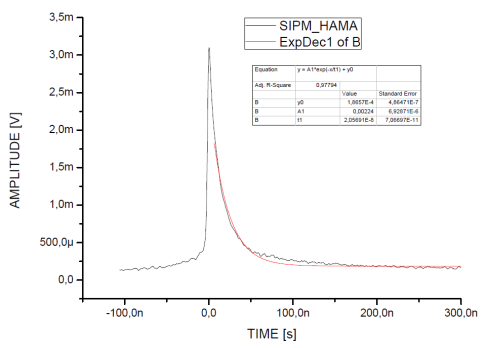 SIPM_HAMA
ExpDec1 of B
Equation y = A1*exp(-x/t1) + y0
Adj. R-Square 0,97794
Value Standard Error
B y0 1,8657E-4 4,86471E-7
B A1 0,00224 6,92671E-6
B t1 2,05691E-8 7,06697E-11
AMPLITUDE [V]
3,5m
3,0m
2,5m
2,0m
1,5m
1,0m
500,0µ
0,0
-100,0n 0,0 100,0n 200,0n 300,0n
TIME [s]